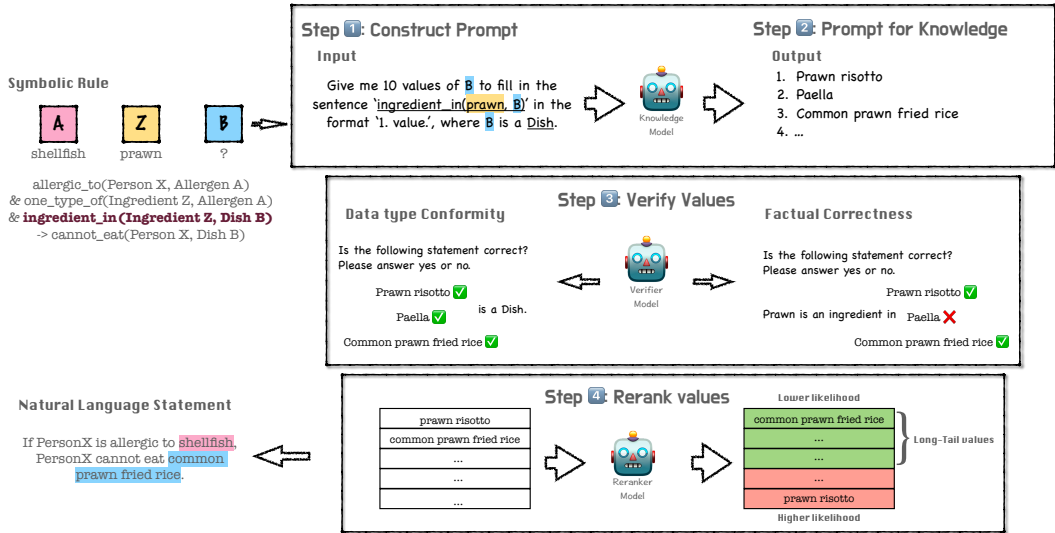 Symbolic Rule
A
Z
B
shellfish
prawn
?
allergic_to(Person X, Allergen A)
& one_type_of(Ingredient Z, Allergen A)
& ingredient_in(Ingredient Z, Dish B)
-> cannot_eat(Person X, Dish B)
Step 1: Construct Prompt
Input
Give me 10 values of B to fill in the
sentence ‘ingredient_in(prawn, B)’ in the
format ‘1. value.’, where B is a Dish.
Knowledge
Model
Step 2: Prompt for Knowledge
Output
1. Prawn risotto
2. Paella
3. Common prawn fried rice
4. ...
Step 3: Verify Values
Data type Conformity
Is the following statement correct?
Please answer yes or no.
Prawn risotto ✅
Paella ✅
is a Dish.
Common prawn fried rice ✅
Verifier
Model
Factual Correctness
Is the following statement correct?
Please answer yes or no.
Prawn risotto ✅
Prawn is an ingredient in Paella ❌
Common prawn fried rice ✅
Step 4: Rerank values
prawn risotto
common prawn fried rice
...
...
...
Reranker
Model
Lower likelihood
common prawn fried rice
...
...
...
prawn risotto
Higher likelihood
Long-Tail values
Natural Language Statement
If PersonX is allergic to shellfish,
PersonX cannot eat common
prawn fried rice.